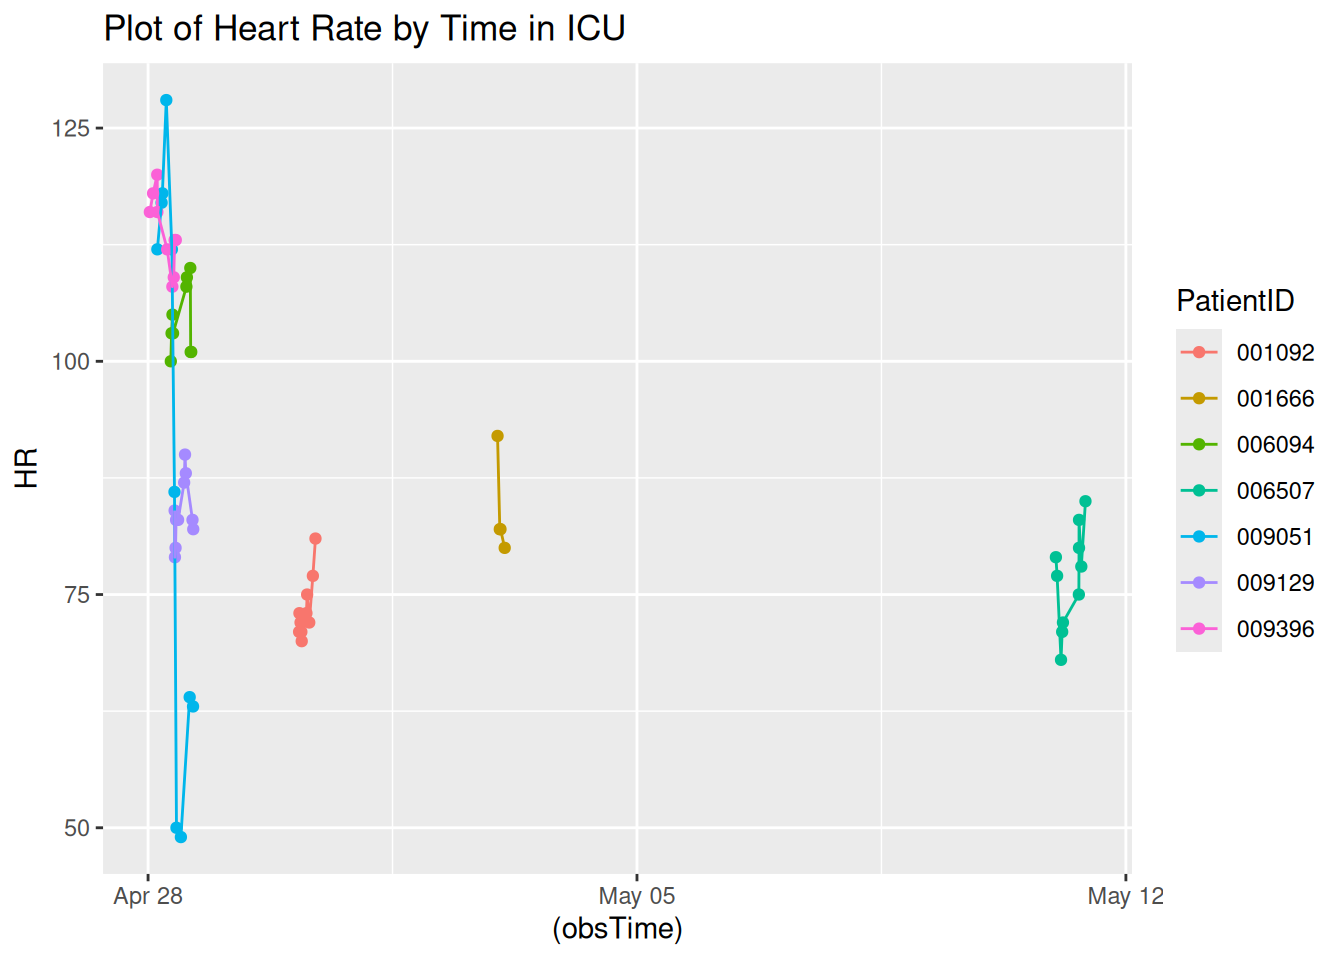 Plot of Heart Rate by Time in ICU
125
100
75
50
HR
Apr 28
May 05
May 12
(obsTime)
PatientID
001092
001666
006094
006507
009051
009129
009396